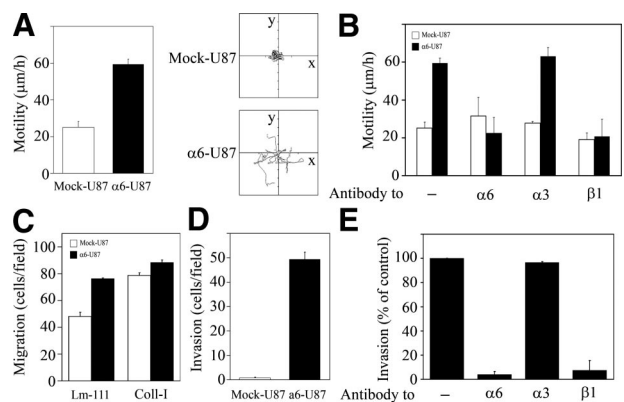 A
Motility (μm/h)
60
40
20
0
Mock-U87 α6-U87
Mock-U87
y
x
α6-U87
y
x
B
Motility (μm/h)
80
60
40
20
0
Mock-U87
α6-U87
Antibody to – α6 α3 β1
C
Migration (cells/field)
100
80
60
40
20
0
Mock-U87
α6-U87
Lm-111 Coll-I
D
Invasion (cells/field)
50
40
30
20
10
0
Mock-U87 a6-U87
E
Invasion (% of control)
100
80
60
40
20
0
Antibody to – α6 α3 β1